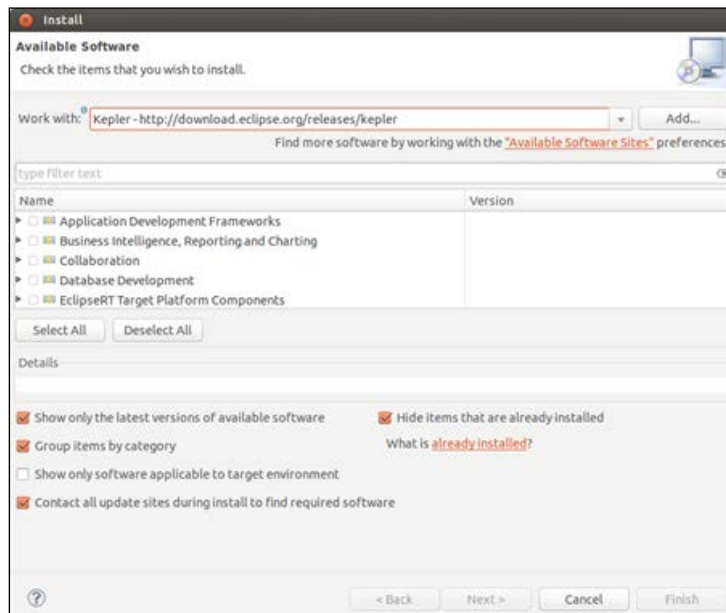 Install
Available Software
Check the items that you wish to install.
Work with: Kepler - http://download.eclipse.org/releases/kepler Add...
Find more software by working with the "Available Software Sites" preferences
type filter text
Name Version
Application Development Frameworks
Business Intelligence, Reporting and Charting
Collaboration
Database Development
EclipseRT Target Platform Components
Select All Deselect All
Details
Show only the latest versions of available software Hide items that are already installed
Group items by category What is already installed?
Show only software applicable to target environment
Contact all update sites during install to find required software
? < Back Next > Cancel Finish